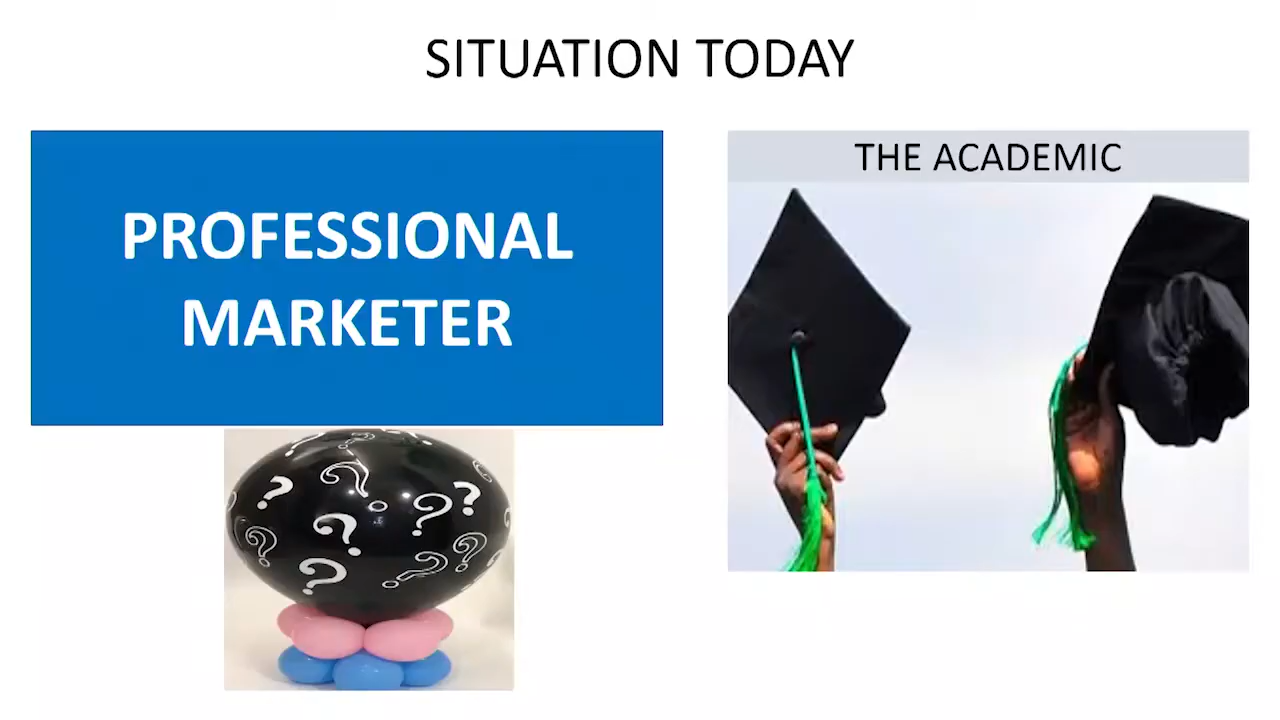 SITUATION TODAY
PROFESSIONAL
MARKETER
THE ACADEMIC
? ? ? ? ? ? ? ? ? ?